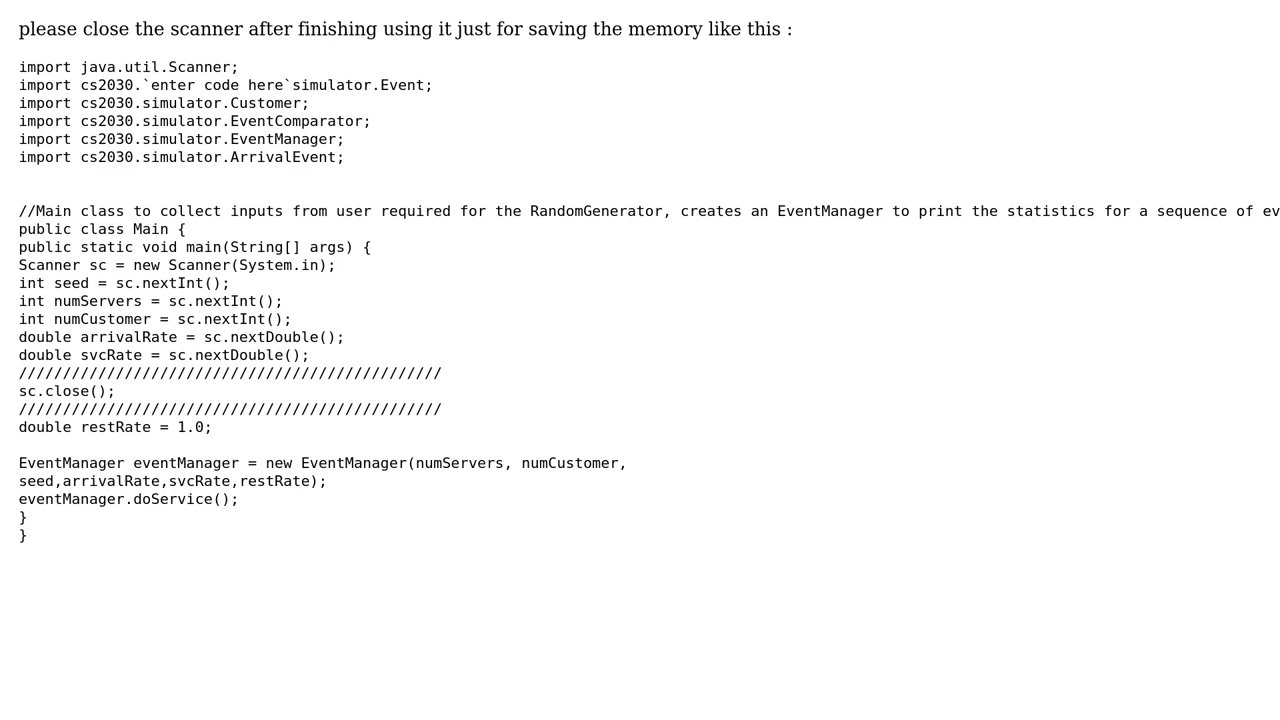 please close the scanner after finishing using it just for saving the memory like this :
import java.util.Scanner;
import cs2030.`enter code here`simulator.Event;
import cs2030.simulator.Customer;
import cs2030.simulator.EventComparator;
import cs2030.simulator.EventManager;
import cs2030.simulator.ArrivalEvent;
//Main class to collect inputs from user required for the RandomGenerator, creates an EventManager to print the statistics for a sequence of ev
public class Main {
public static void main(String[] args) {
Scanner sc = new Scanner(System.in);
int seed = sc.nextInt();
int numServers = sc.nextInt();
int numCustomer = sc.nextInt();
double arrivalRate = sc.nextDouble();
double svcRate = sc.nextDouble();
////////////////////////////////////////////////
sc.close();
////////////////////////////////////////////////
double restRate = 1.0;
EventManager eventManager = new EventManager(numServers, numCustomer,
seed,arrivalRate,svcRate,restRate);
eventManager.doService();
}
}